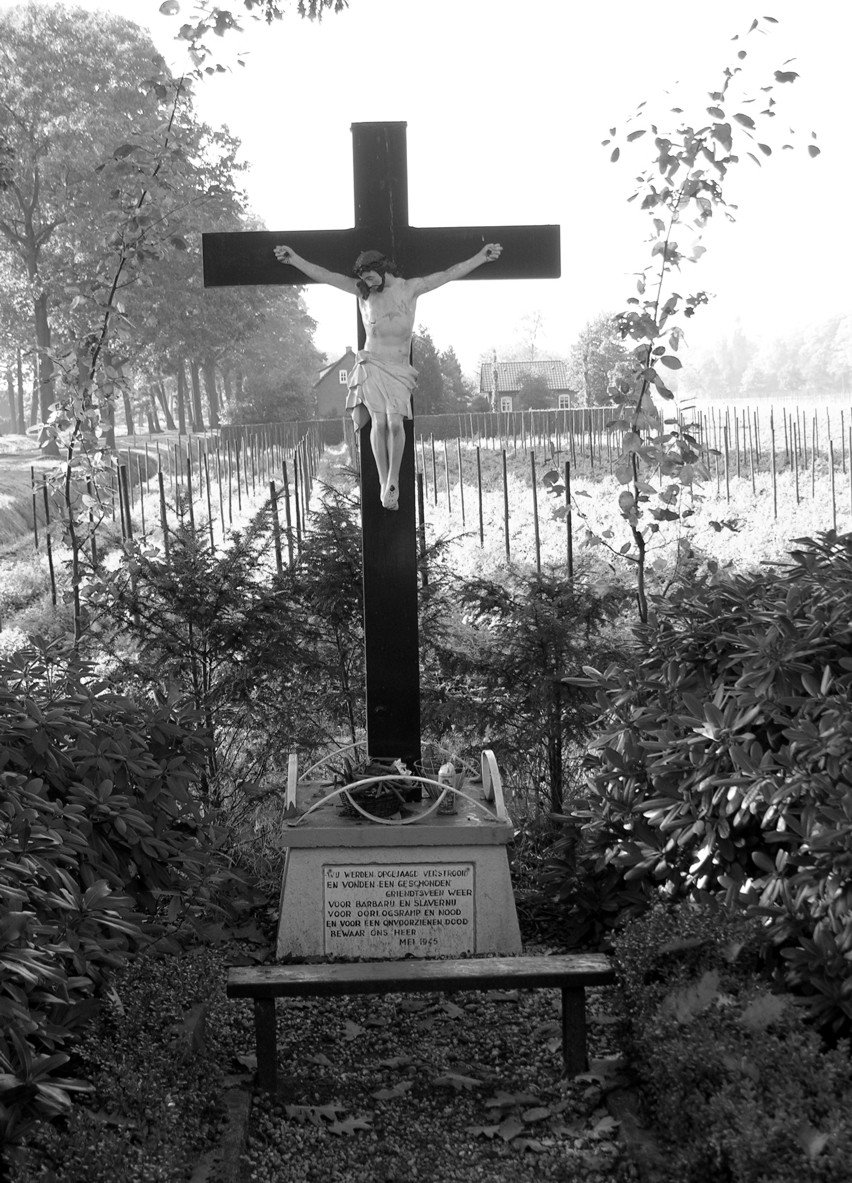 WIJ WERDEN OPGEJAAGD VERSTROOID
EN VONDEN EEN GESCHONDEN
GRIENDTSVEEN WEER
VOOR BARBARIJ EN SLAVERNIJ
VOOR OORLOGSRAMP EN NOOD
EN VOOR EEN ONVOORZIENEN DOOD
BEWAAR ONS HEER
MEI 1945